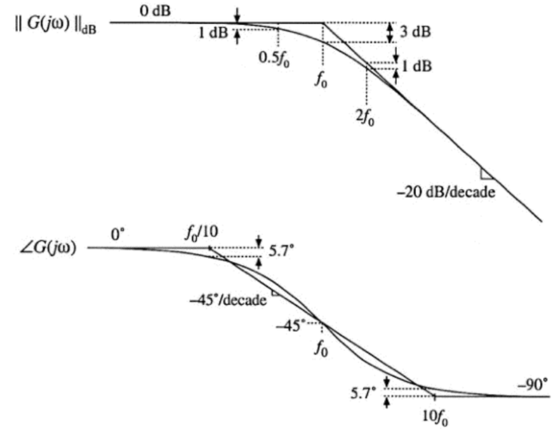 0 dB
‖ G(jω) ‖dB
1 dB
3 dB
0.5f0
f0
1 dB
2f0
–20 dB/decade
0°
f0/10
∠G(jω)
5.7°
–45°/decade
–45°
f0
5.7°
–90°
10f0